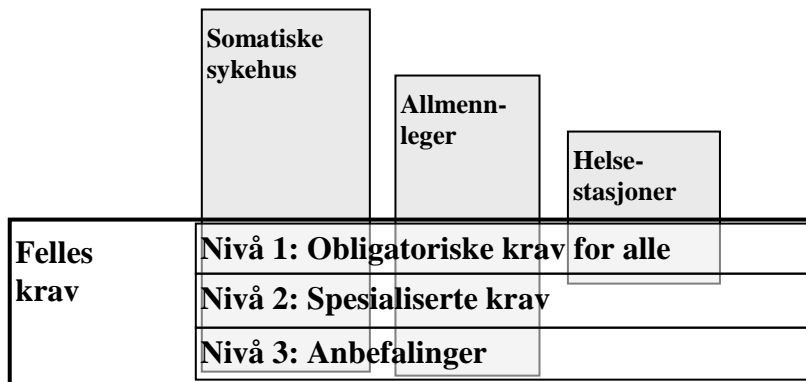 Somatiske
sykehus
Allmenn-
leger
Helse-
stasjoner
Felles
krav
Nivå 1: Obligatoriske krav for alle
Nivå 2: Spesialiserte krav
Nivå 3: Anbefalinger